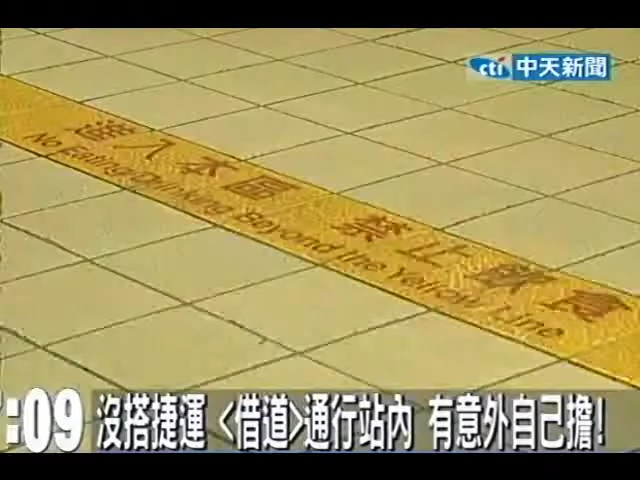 cti 中天新聞
進入本區 禁止飲食
No Eating Drinking Beyond the Yellow Line
:09 沒搭捷運 <借道>通行站內 有意外自己擔!